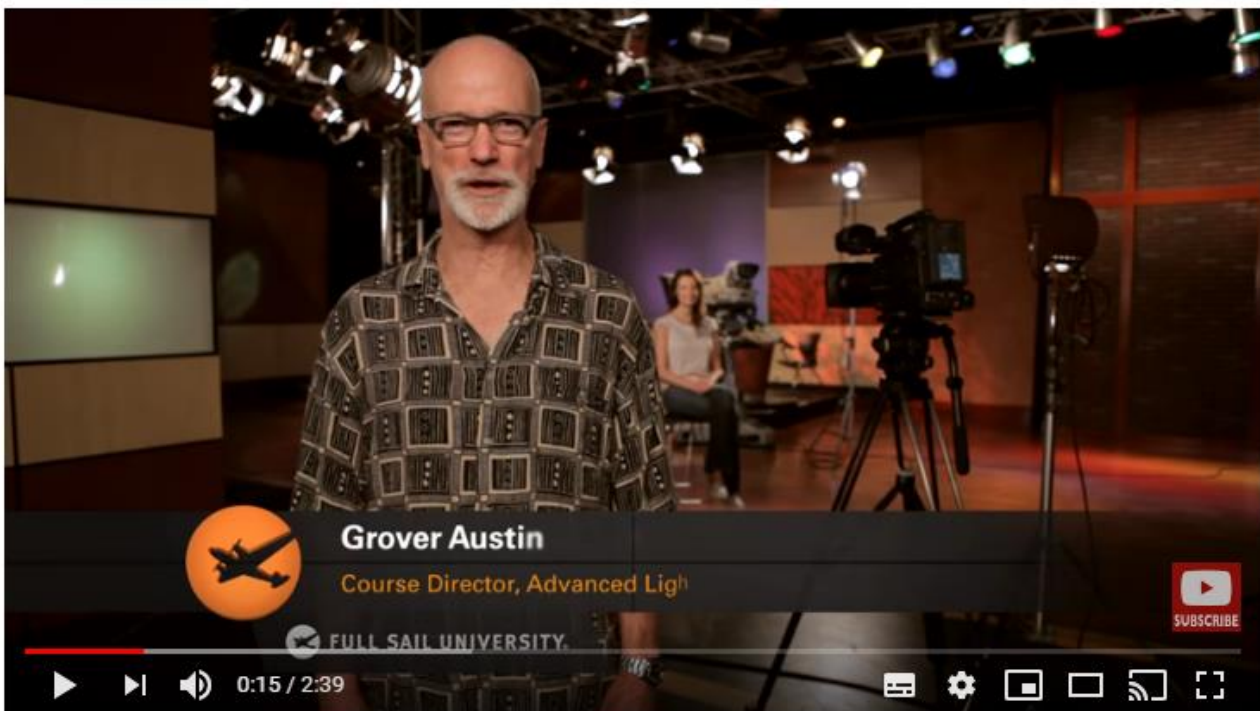 Grover Austin
Course Director, Advanced Ligh
SUBSCRIBE
FULL SAIL UNIVERSITY.
0:15 / 2:39